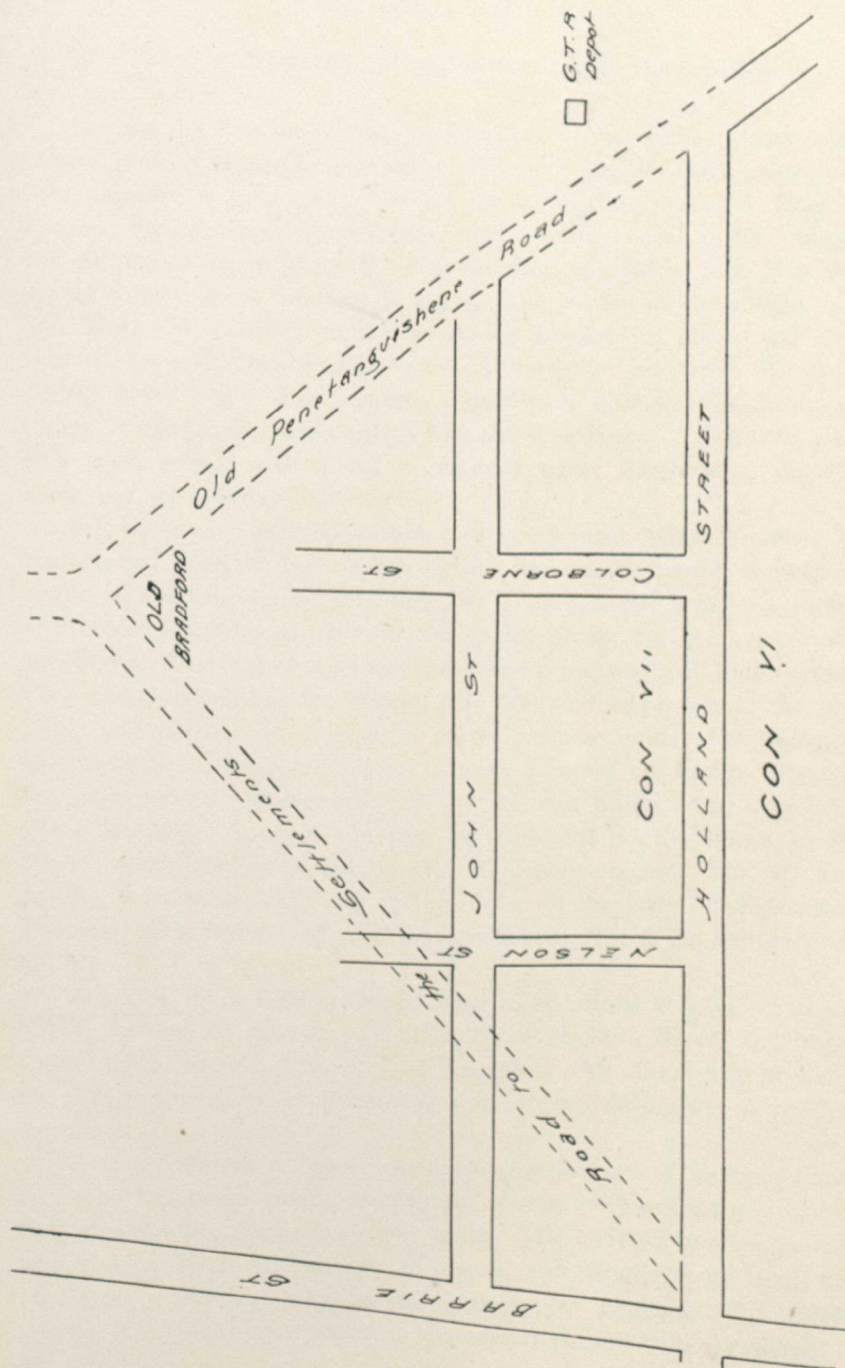 G.T.R
Depot
Old Penetanguishene Road
OLD
BRADFORD
Road to the Settlements
COLBORNE ST.
JOHN ST
NELSON ST
BARRIE ST
HOLLAND STREET
CON VII
CON VI